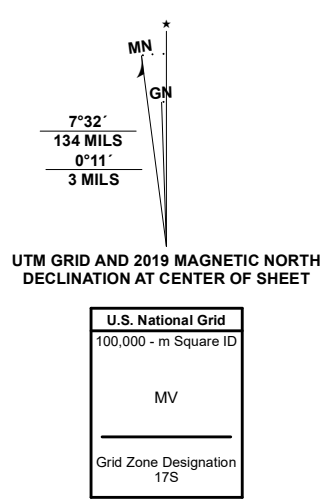 ★
MN
GN
7°32´
134 MILS
0°11´
3 MILS
UTM GRID AND 2019 MAGNETIC NORTH
DECLINATION AT CENTER OF SHEET
U.S. National Grid
100,000 - m Square ID
MV
Grid Zone Designation
17S